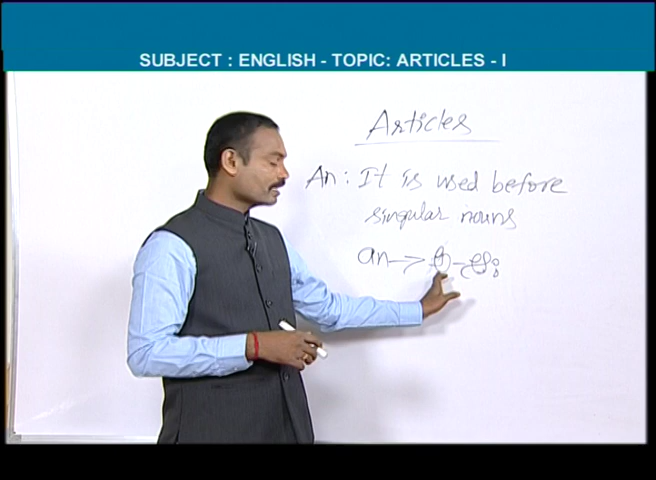 SUBJECT : ENGLISH - TOPIC: ARTICLES - I
Articles
An : It is used before
singular nouns
an → అ - అః